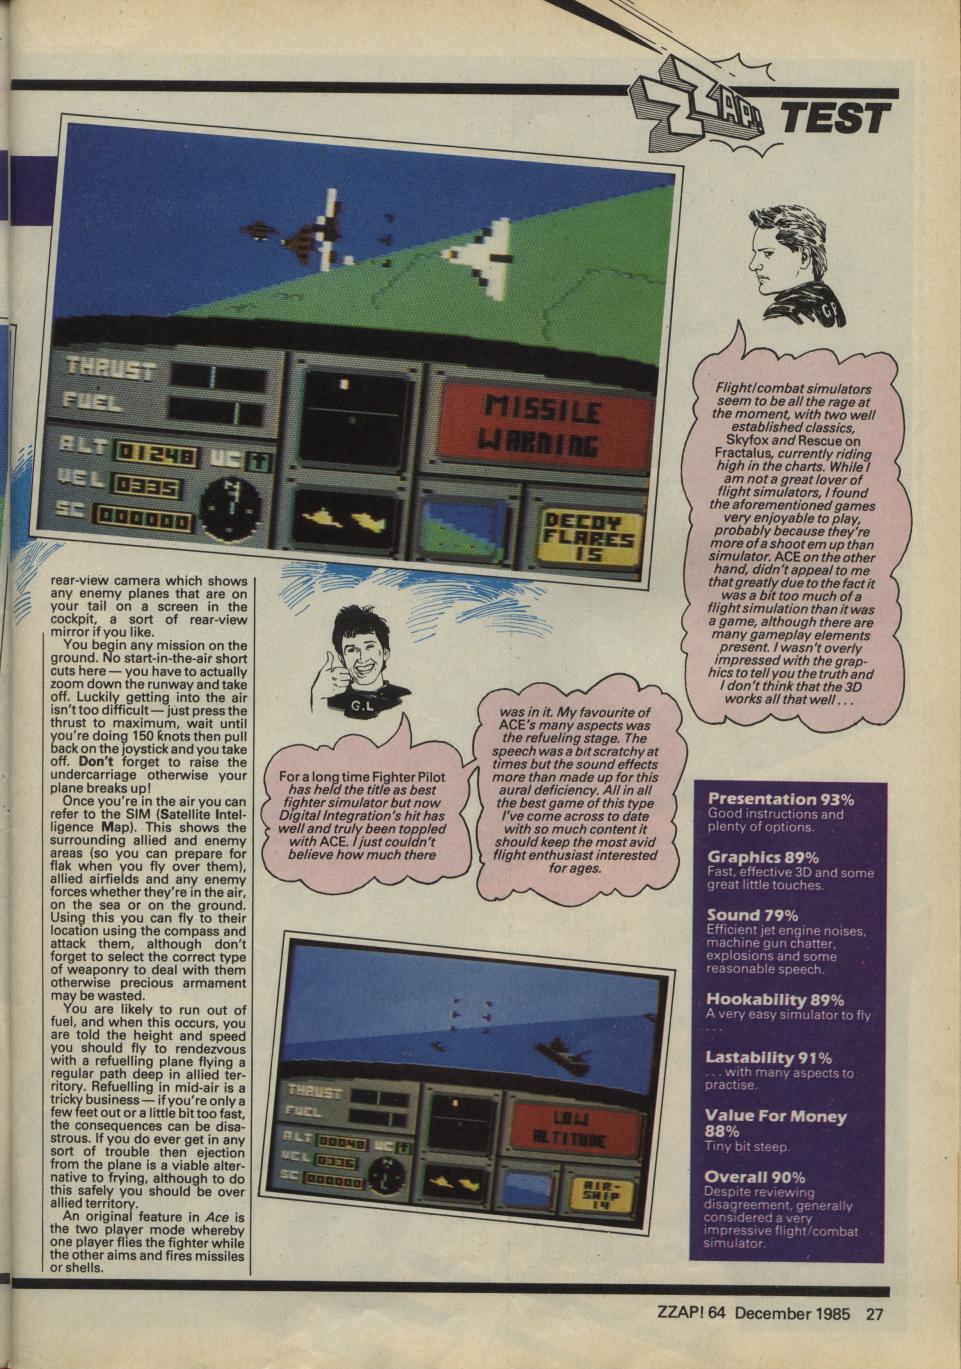 ZZAP! TEST
THRUST
FUEL
ALT 01248 UC ↑
VEL 0335
SC 000000
N
MISSILE
WARNING
DECOY
FLARES
15
rear-view camera which shows
any enemy planes that are on
your tail on a screen in the
cockpit, a sort of rear-view
mirror if you like.
You begin any mission on the
ground. No start-in-the-air short
cuts here — you have to actually
zoom down the runway and take
off. Luckily getting into the air
isn't too difficult — just press the
thrust to maximum, wait until
you're doing 150 knots then pull
back on the joystick and you take
off. Don't forget to raise the
undercarriage otherwise your
plane breaks up!
Once you're in the air you can
refer to the SIM (Satellite Intel-
ligence Map). This shows the
surrounding allied and enemy
areas (so you can prepare for
flak when you fly over them),
allied airfields and any enemy
forces whether they're in the air,
on the sea or on the ground.
Using this you can fly to their
location using the compass and
attack them, although don't
forget to select the correct type
of weaponry to deal with them
otherwise precious armament
may be wasted.
You are likely to run out of
fuel, and when this occurs, you
are told the height and speed
you should fly to rendezvous
with a refuelling plane flying a
regular path deep in allied ter-
ritory. Refuelling in mid-air is a
tricky business — if you're only a
few feet out or a little bit too fast,
the consequences can be disa-
strous. If you do ever get in any
sort of trouble then ejection
from the plane is a viable alter-
native to frying, although to do
this safely you should be over
allied territory.
An original feature in Ace is
the two player mode whereby
one player flies the fighter while
the other aims and fires missiles
or shells.
G.L
For a long time Fighter Pilot
has held the title as best
fighter simulator but now
Digital Integration's hit has
well and truly been toppled
with ACE. I just couldn't
believe how much there
was in it. My favourite of
ACE's many aspects was
the refueling stage. The
speech was a bit scratchy at
times but the sound effects
more than made up for this
aural deficiency. All in all
the best game of this type
I've come across to date
with so much content it
should keep the most avid
flight enthusiast interested
for ages.
THRUST
FUEL
ALT 00040 UC ↑
VEL 0336
SC 000000
LOW
ALTITUDE
AIR-
SHIP
14
Flight/combat simulators
seem to be all the rage at
the moment, with two well
established classics,
Skyfox and Rescue on
Fractalus, currently riding
high in the charts. While I
am not a great lover of
flight simulators, I found
the aforementioned games
very enjoyable to play,
probably because they're
more of a shoot em up than
simulator. ACE on the other
hand, didn't appeal to me
that greatly due to the fact it
was a bit too much of a
flight simulation than it was
a game, although there are
many gameplay elements
present. I wasn't overly
impressed with the grap-
hics to tell you the truth and
I don't think that the 3D
works all that well . . .
Presentation 93%
Good instructions and
plenty of options.
Graphics 89%
Fast, effective 3D and some
great little touches.
Sound 79%
Efficient jet engine noises,
machine gun chatter,
explosions and some
reasonable speech.
Hookability 89%
A very easy simulator to fly
. . .
Lastability 91%
. . . with many aspects to
practise.
Value For Money
88%
Tiny bit steep.
Overall 90%
Despite reviewing
disagreement, generally
considered a very
impressive flight/combat
simulator.
ZZAP! 64 December 1985 27